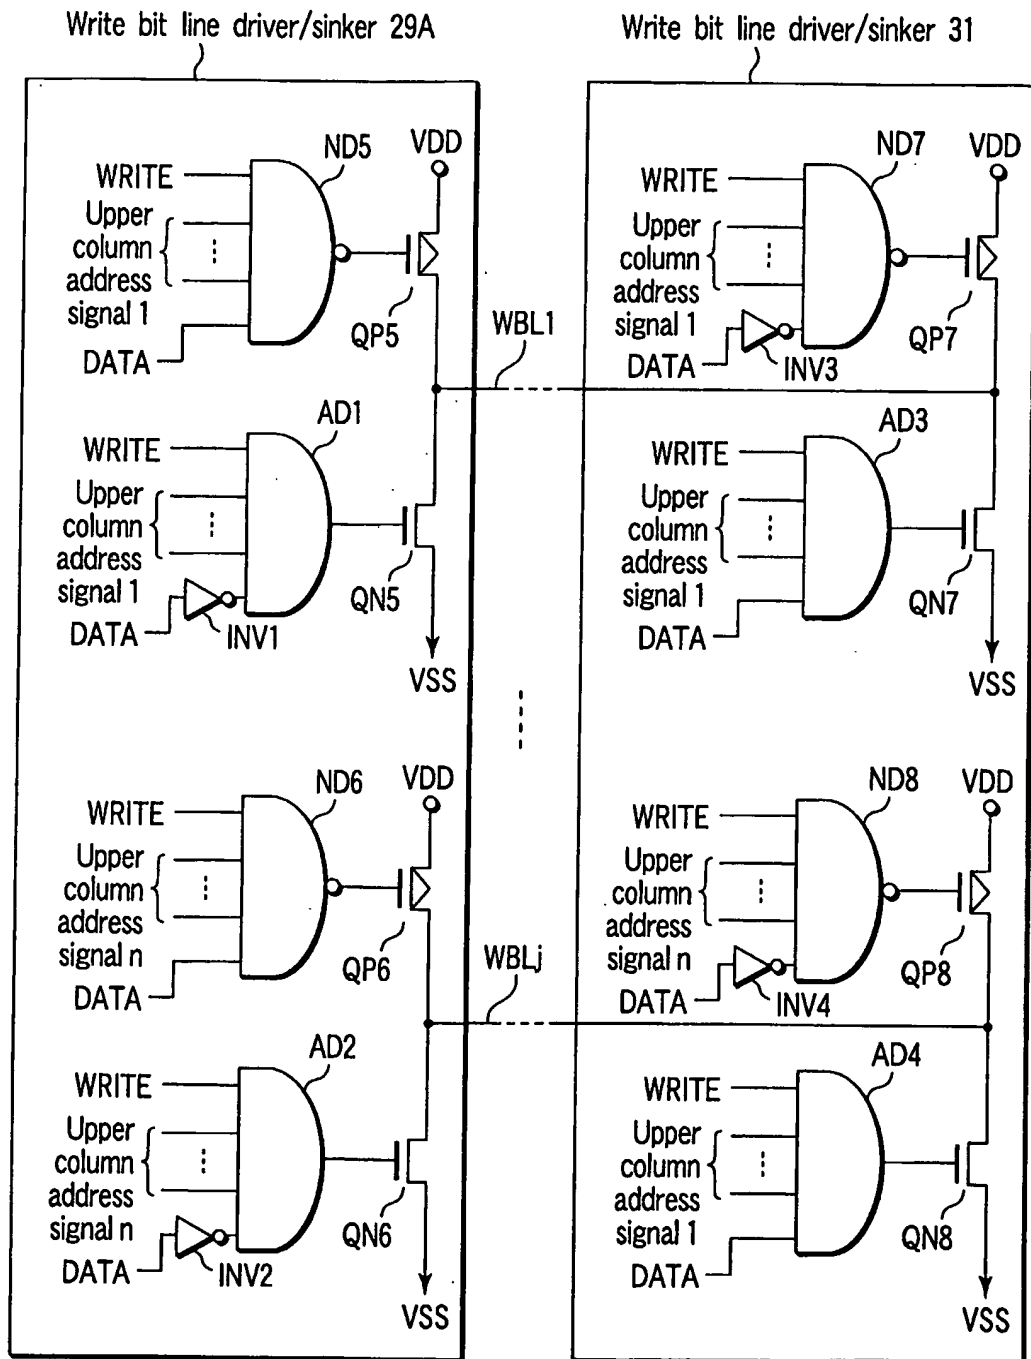 Write bit line driver/sinker 29A
Write bit line driver/sinker 31
ND5
VDD
WRITE
Upper
column
address
signal 1
DATA
QP5
WBL1
AD1
WRITE
Upper
column
address
signal 1
DATA
INV1
QN5
VSS
ND6
VDD
WRITE
Upper
column
address
signal n
DATA
QP6
WBLj
AD2
WRITE
Upper
column
address
signal n
DATA
INV2
QN6
VSS
ND7
VDD
WRITE
Upper
column
address
signal 1
DATA
INV3
QP7
AD3
WRITE
Upper
column
address
signal 1
DATA
QN7
VSS
ND8
VDD
WRITE
Upper
column
address
signal n
DATA
INV4
QP8
AD4
WRITE
Upper
column
address
signal 1
DATA
QN8
VSS